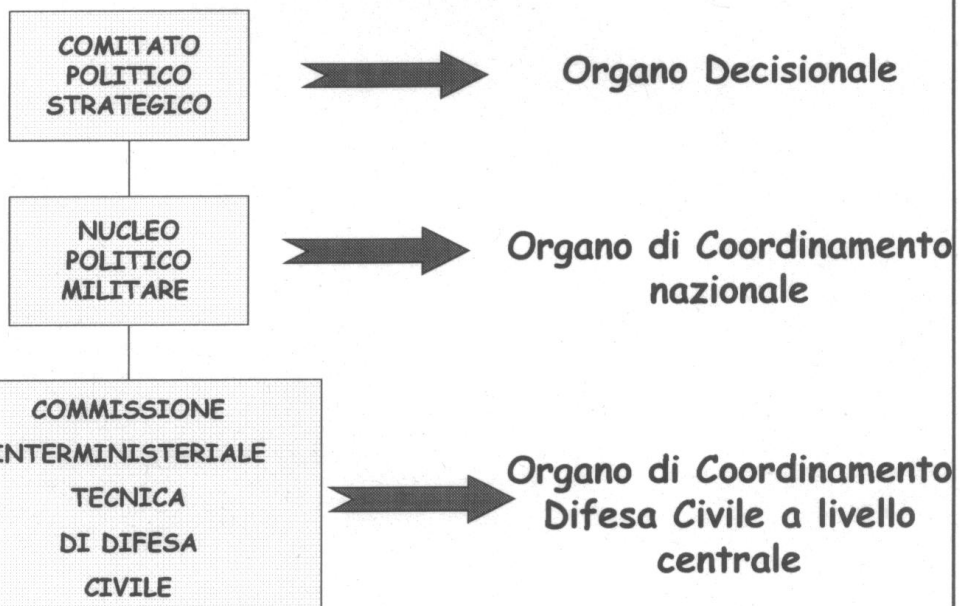 COMITATO
POLITICO
STRATEGICO
Organo Decisionale
NUCLEO
POLITICO
MILITARE
Organo di Coordinamento
nazionale
COMMISSIONE
INTERMINISTERIALE
TECNICA
DI DIFESA
CIVILE
Organo di Coordinamento
Difesa Civile a livello
centrale